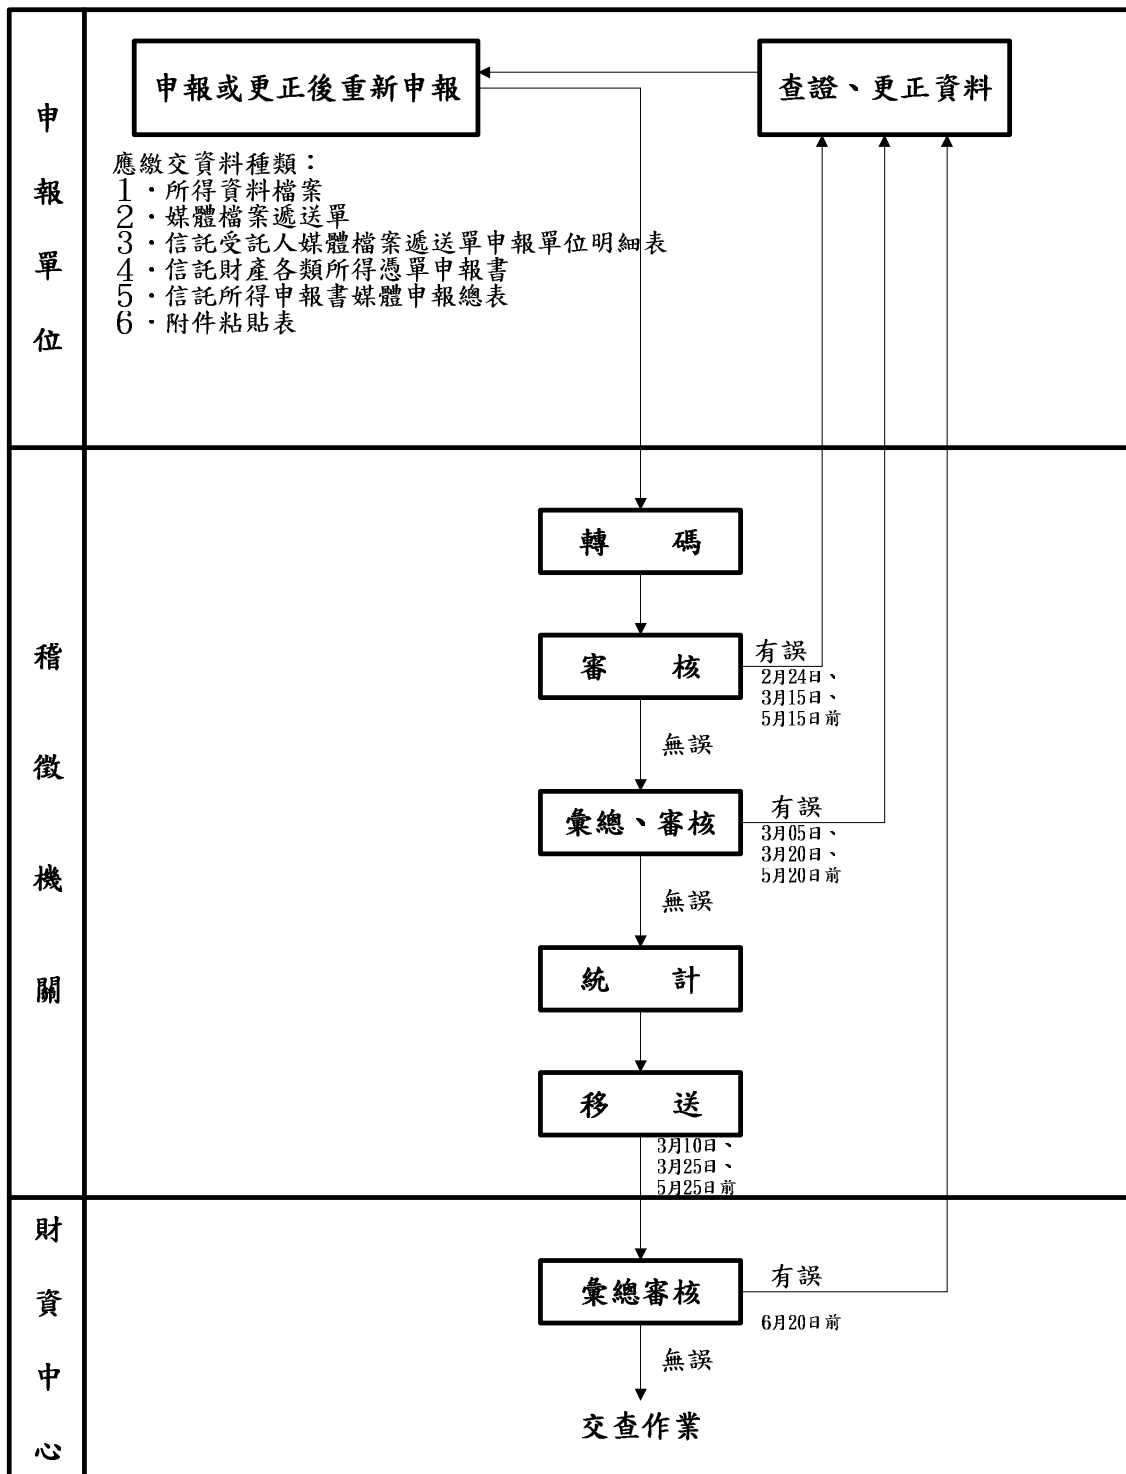 申報單位
申報或更正後重新申報
查證、更正資料
應繳交資料種類：
1．所得資料檔案
2．媒體檔案遞送單
3．信託受託人媒體檔案遞送單申報單位明細表
4．信託財產各類所得憑單申報書
5．信託所得申報書媒體申報總表
6．附件粘貼表
稽徵機關
轉　碼
審　核
有誤
2月24日、
3月15日、
5月15日前
無誤
彙總、審核
有誤
3月05日、
3月20日、
5月20日前
無誤
統　計
移　送
3月10日、
3月25日、
5月25日前
財資中心
彙總審核
有誤
6月20日前
無誤
交查作業